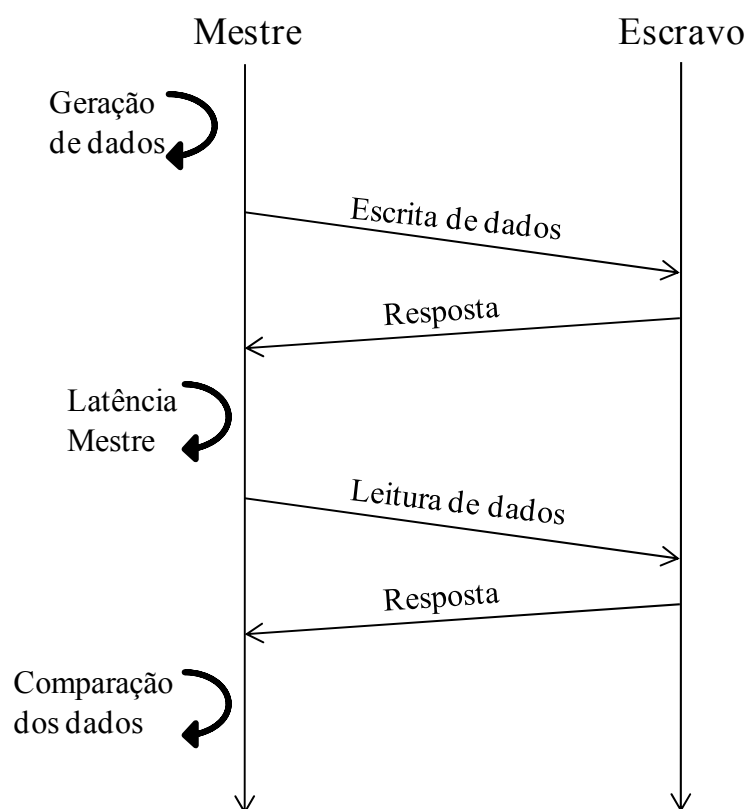 Mestre
Escravo
Geração
de dados
Escrita de dados
Resposta
Latência
Mestre
Leitura de dados
Resposta
Comparação
dos dados